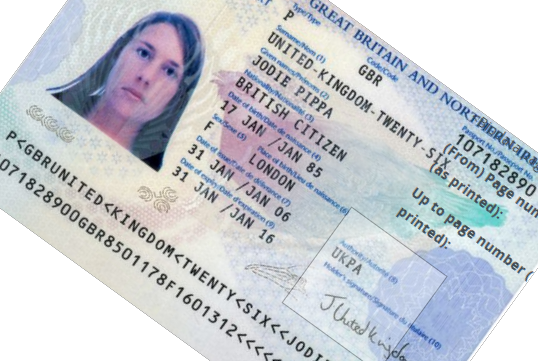 GREAT BRITAIN AND NORTHERN
Type/Type
P
Code/Code
GBR
Passport No./Passeport No.
107182890
Surname/Nom (1)
UNITED-KINGDOM-TWENTY-SIX
(From) Page num
(as printed):
Given names/Prénoms (2)
JODIE PIPPA
Up to page number (
printed):
Nationality/Nationalité (3)
BRITISH CITIZEN
Date of birth/Date de naissance (4)
17 JAN /JAN 85
Sex/Sexe (5)
Place of birth/Lieu de naissance (6)
F
LONDON
Date of issue/Date de délivrance (7)
31 JAN /JAN 06
Date of expiry/Date d'expiration (9)
31 JAN /JAN 16
Authority/Autorité (8)
UKPA
Holder's signature/Signature du titulaire (10)
J United Kingdo
P<GBRUNITED<KINGDOM<TWENTY<SIX<<JODI
071828900GBR8501178F1601312<<<<<